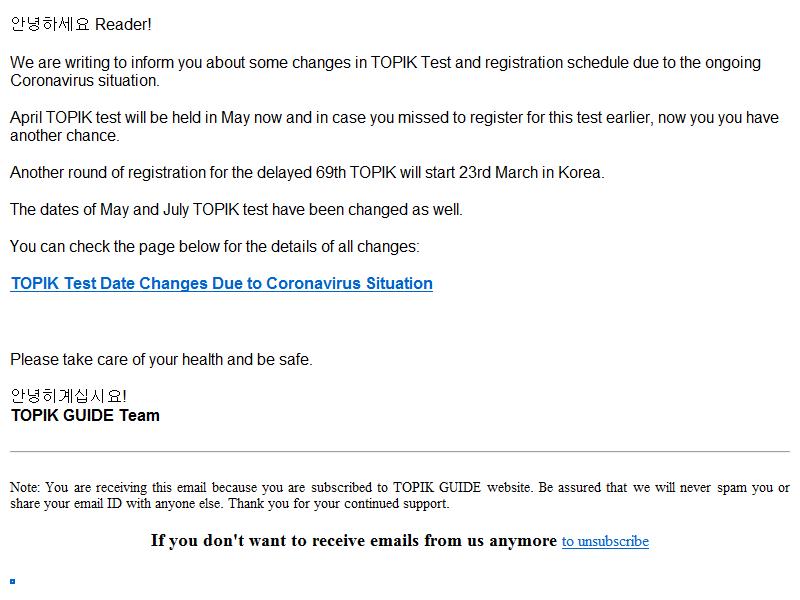 안녕하세요 Reader!
We are writing to inform you about some changes in TOPIK Test and registration schedule due to the ongoing
Coronavirus situation.
April TOPIK test will be held in May now and in case you missed to register for this test earlier, now you you have
another chance.
Another round of registration for the delayed 69th TOPIK will start 23rd March in Korea.
The dates of May and July TOPIK test have been changed as well.
You can check the page below for the details of all changes:
TOPIK Test Date Changes Due to Coronavirus Situation
Please take care of your health and be safe.
안녕히계십시요!
TOPIK GUIDE Team
Note: You are receiving this email because you are subscribed to TOPIK GUIDE website. Be assured that we will never spam you or
share your email ID with anyone else. Thank you for your continued support.
If you don't want to receive emails from us anymore to unsubscribe